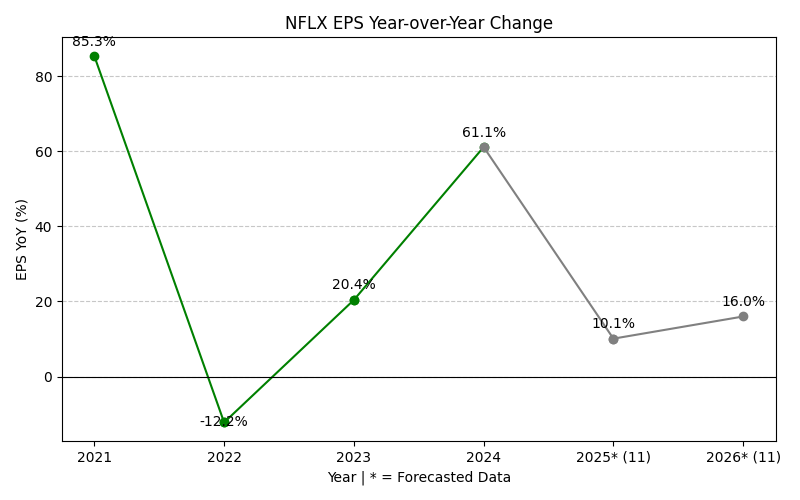 NFLX EPS Year-over-Year Change
85.3%
80
61.1%
60
EPS YoY (%)
40
20.4%
20
16.0%
10.1%
0
-12.2%
2021 2022 2023 2024 2025* (11) 2026* (11)
Year | * = Forecasted Data